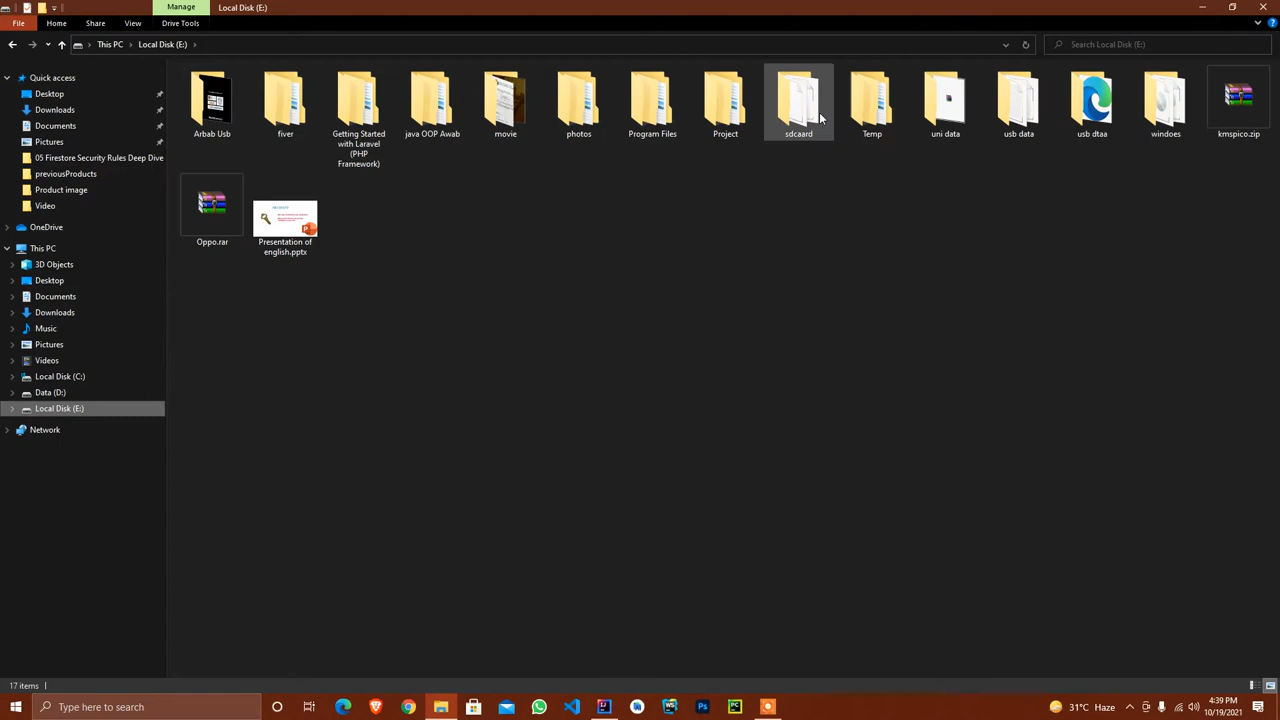 Manage
Local Disk (E:)
File
Home
Share
View
Drive Tools
This PC
Local Disk (E:)
Search Local Disk (E:)
Quick access
Desktop
Downloads
Documents
Pictures
05 Firestore Security Rules Deep Dive
previousProducts
Product image
Video
OneDrive
This PC
3D Objects
Desktop
Documents
Downloads
Music
Pictures
Videos
Local Disk (C:)
Data (D:)
Local Disk (E:)
Network
Arbab Usb
fiver
Getting Started
with Laravel
(PHP
Framework)
java OOP Awab
movie
photos
Program Files
Project
sdcaard
Temp
uni data
usb data
usb dtaa
windoes
kmspico.zip
Oppo.rar
Presentation of
english.pptx
17 items
Type here to search
31°C Haze
4:39 PM
10/19/2021